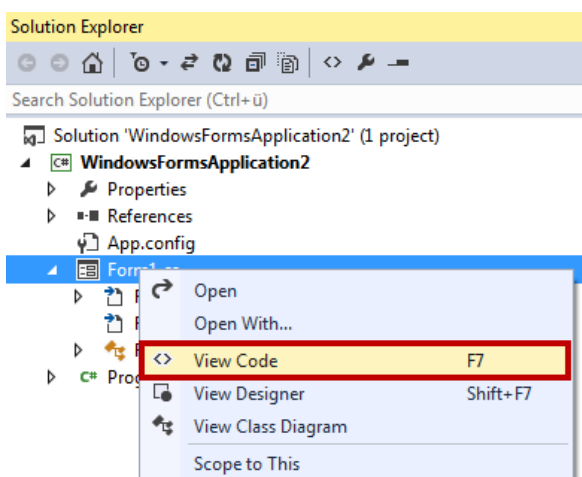 Solution Explorer
Search Solution Explorer (Ctrl+ü)
Solution 'WindowsFormsApplication2' (1 project)
C# WindowsFormsApplication2
Properties
References
App.config
Open
Open With...
View Code F7
View Designer Shift+F7
View Class Diagram
C#
Scope to This